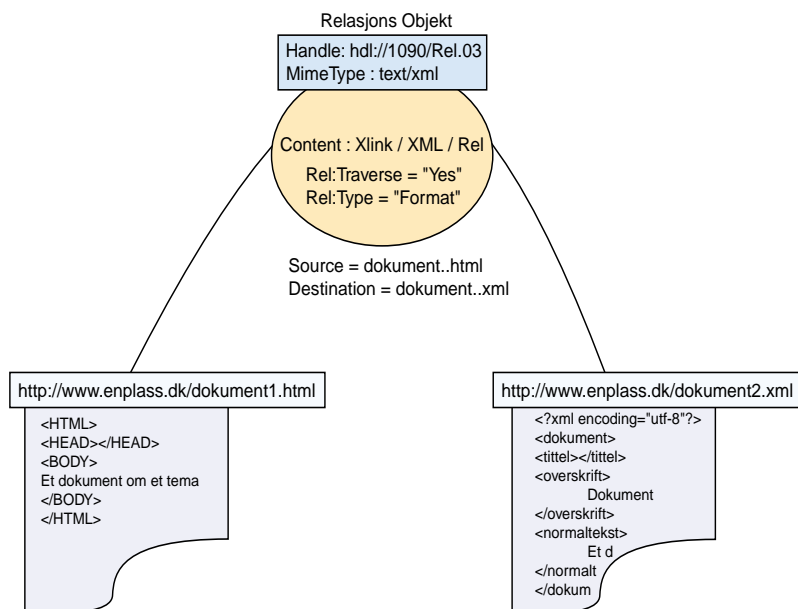 Relasjons Objekt
Handle: hdl://1090/Rel.03
MimeType : text/xml
Content : Xlink / XML / Rel
Rel:Traverse = "Yes"
Rel:Type = "Format"
Source = dokument..html
Destination = dokument..xml
http://www.enplass.dk/dokument1.html
<HTML>
<HEAD></HEAD>
<BODY>
Et dokument om et tema
</BODY>
</HTML>
http://www.enplass.dk/dokument2.xml
<?xml encoding="utf-8"?>
<dokument>
<tittel></tittel>
<overskrift>
Dokument
</overskrift>
<normaltekst>
Et d
</normalt
</dokum